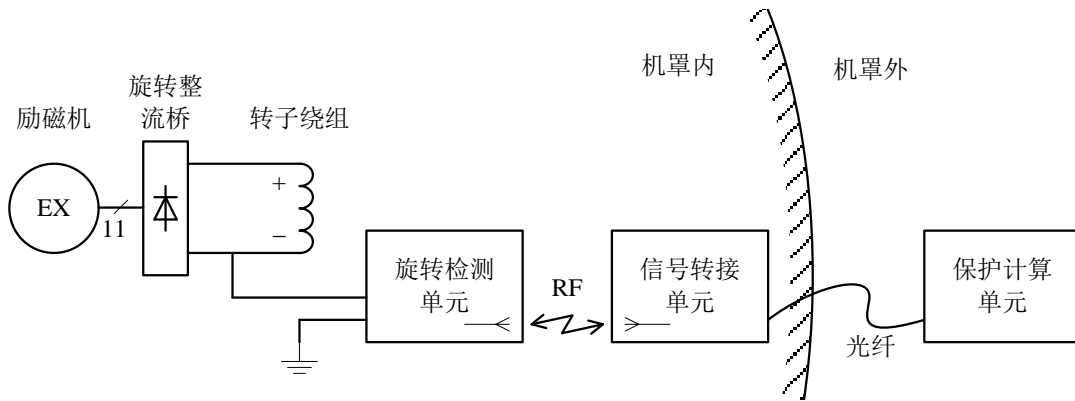 机罩内
机罩外
旋转整
流桥
励磁机
转子绕组
EX
11
+
−
旋转检测
单元
RF
信号转接
单元
保护计算
单元
光纤